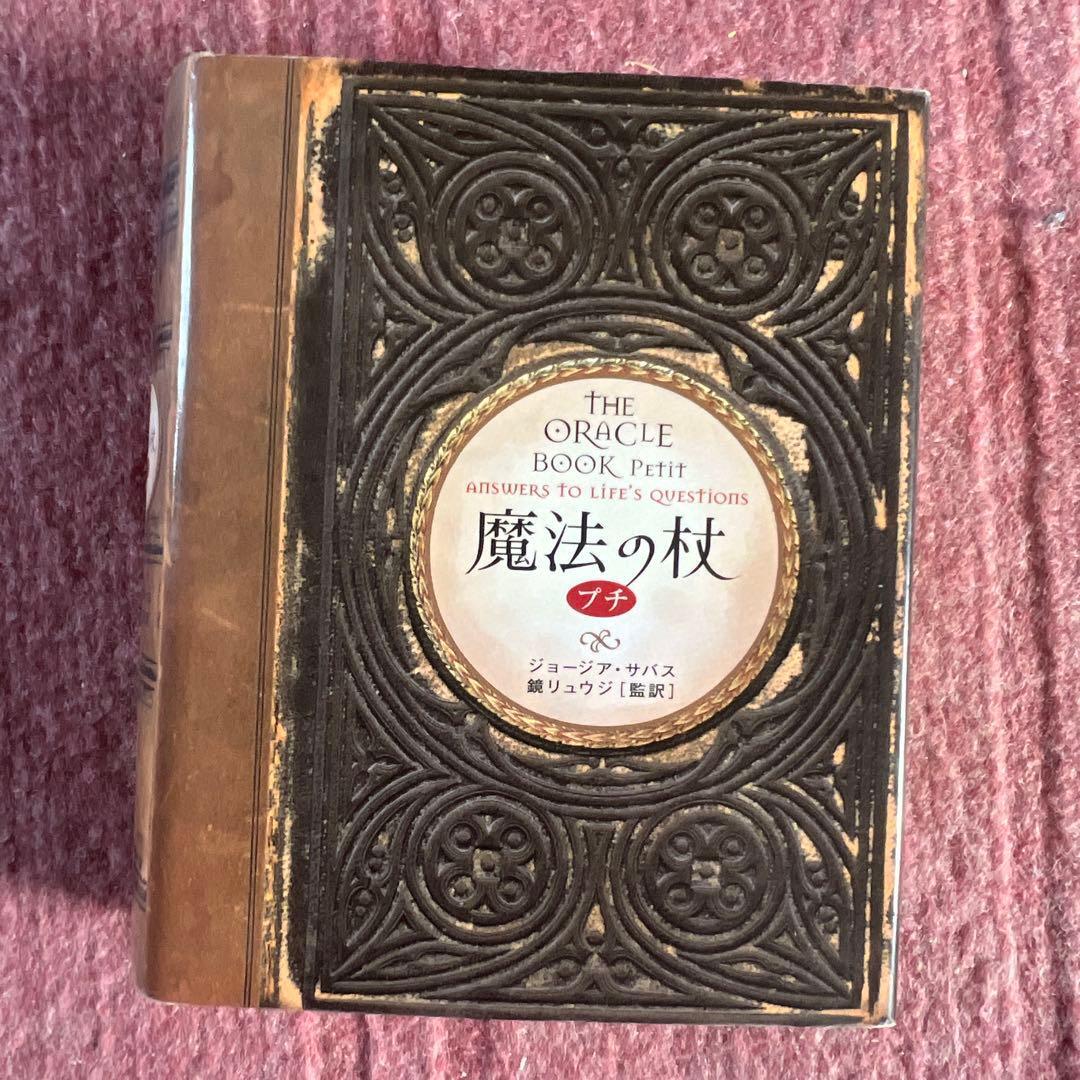 THE
ORACLE
BOOK Petit
ANSWERS TO LIFE'S QUESTIONS
魔法の杖
プチ
ジョージア・サバス
鏡リュウジ[監訳]